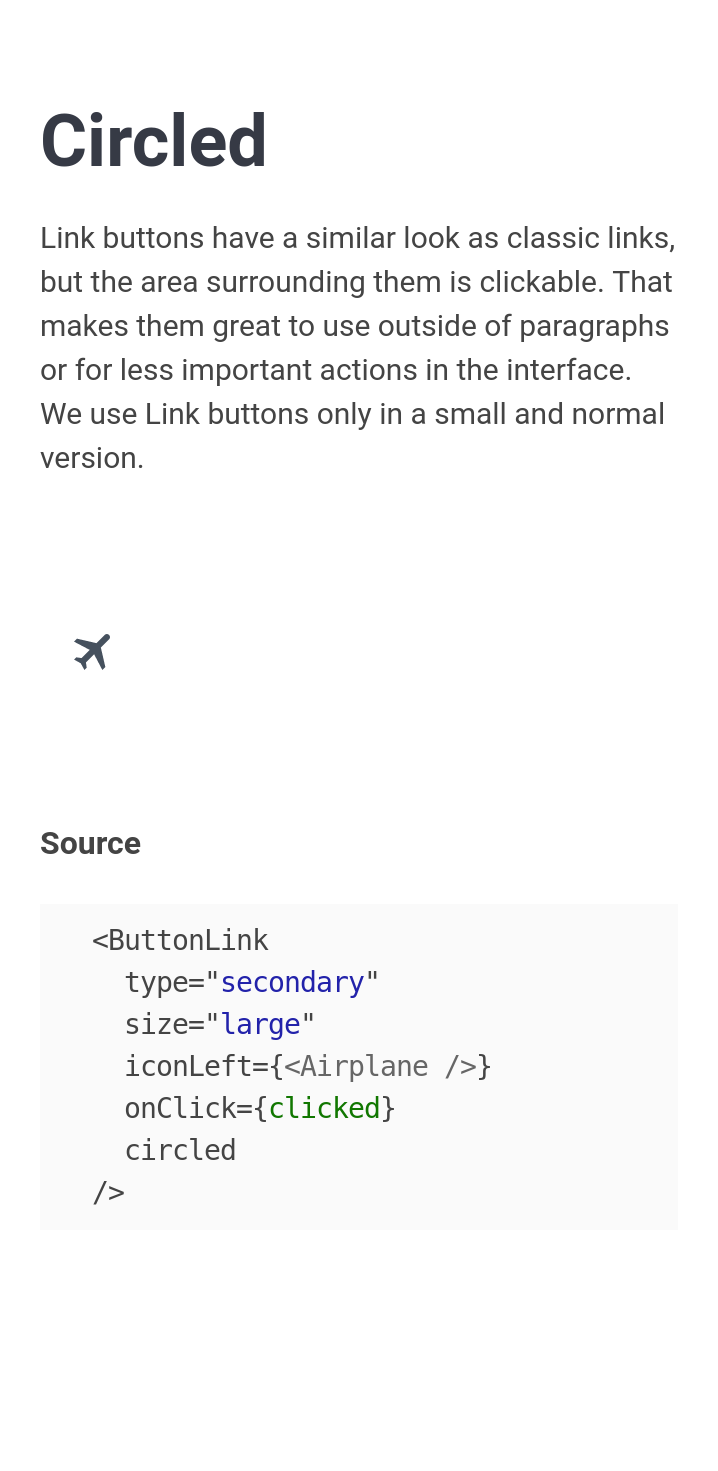 Circled
Link buttons have a similar look as classic links,
but the area surrounding them is clickable. That
makes them great to use outside of paragraphs
or for less important actions in the interface.
We use Link buttons only in a small and normal
version.
Source
<ButtonLink
  type="secondary"
  size="large"
  iconLeft={<Airplane />}
  onClick={clicked}
  circled
/>